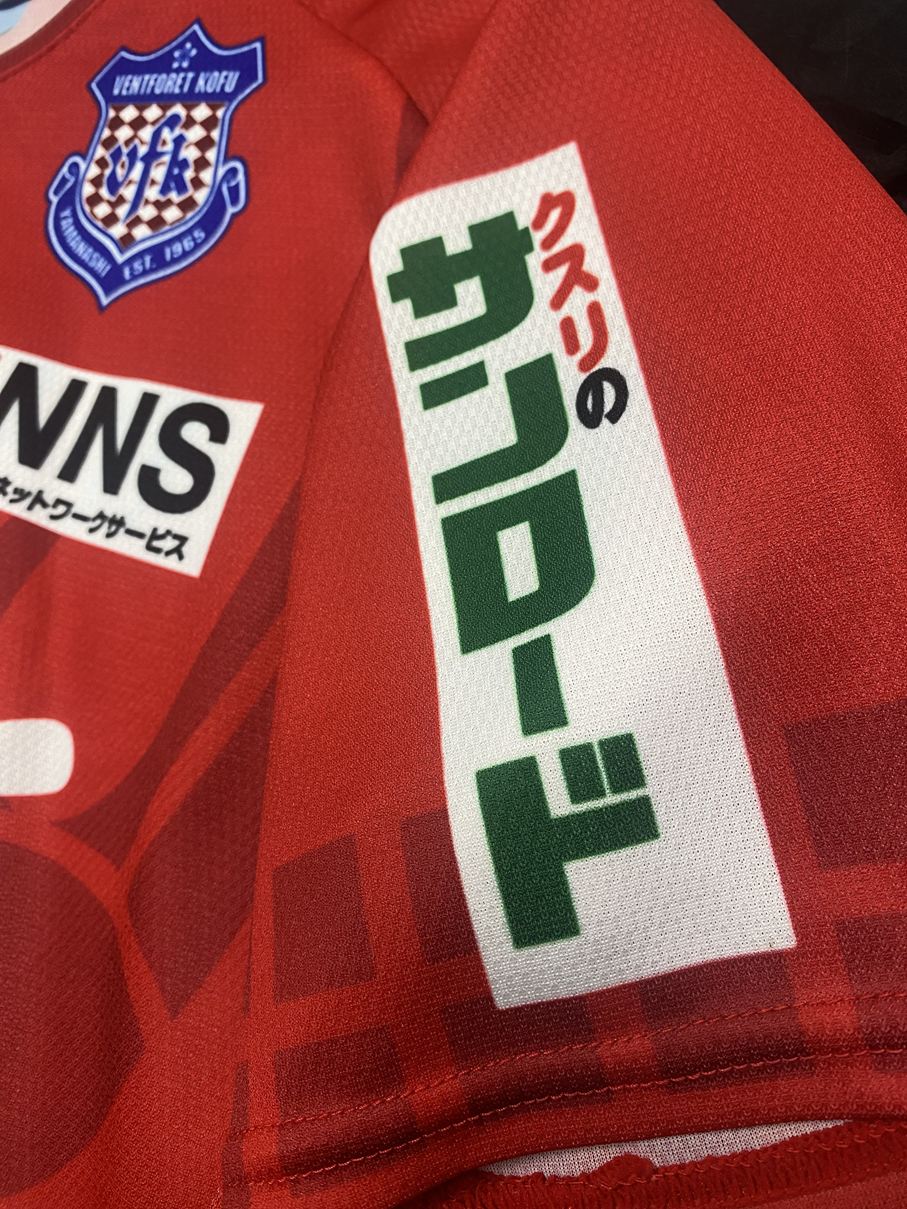 VENTFORET KOFU
vfk
YAMANASHI EST. 1965
クスリの
サンロード
NNS
ネットワークサービス